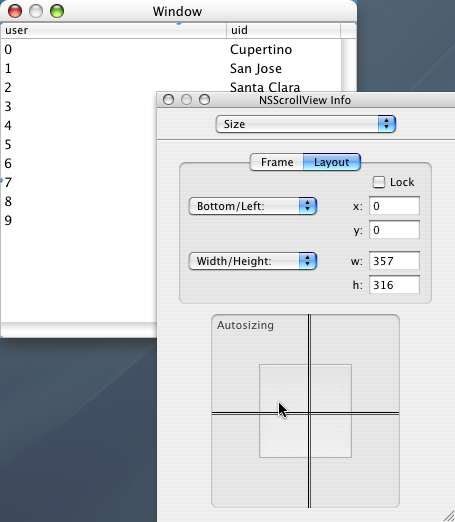 Window
user uid
0 Cupertino
1 San Jose
2 Santa Clara
3
4
5
6
7
8
9
NSScrollView Info
Size
Frame Layout
Lock
Bottom/Left: x: 0
y: 0
Width/Height: w: 357
h: 316
Autosizing